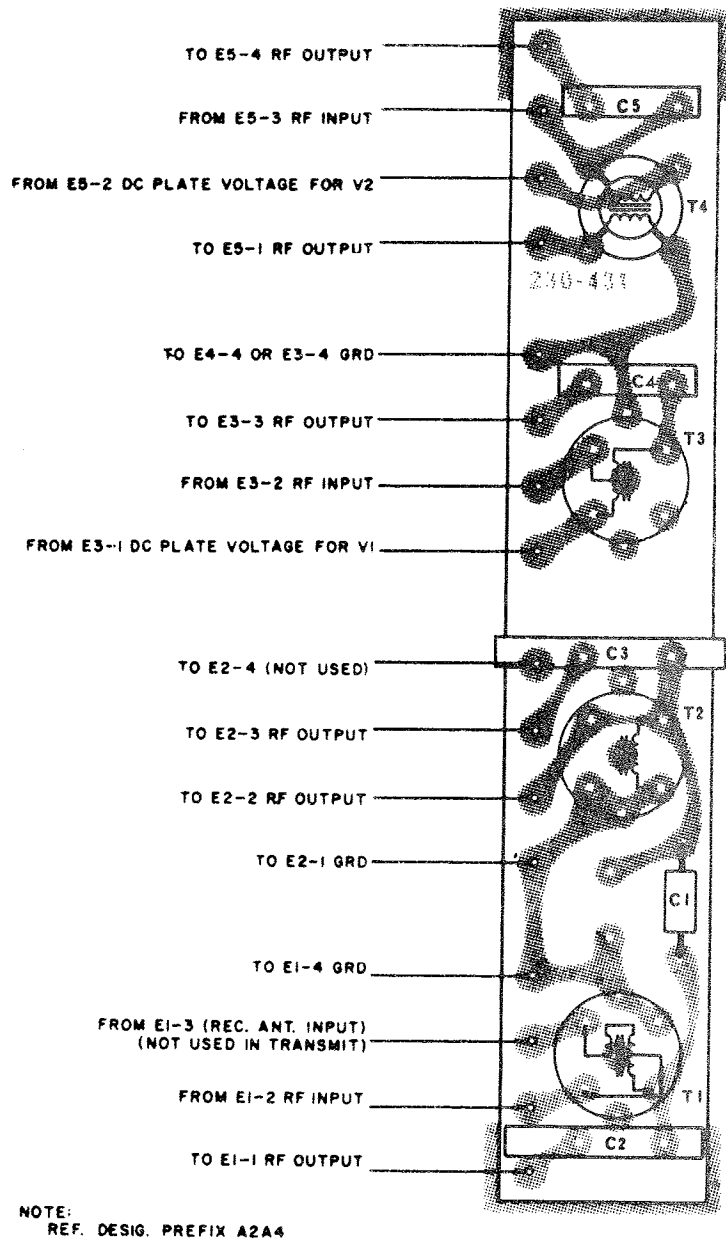 TO E5-4 RF OUTPUT
C5
FROM E5-3 RF INPUT
FROM E5-2 DC PLATE VOLTAGE FOR V2
T4
TO E5-1 RF OUTPUT
230-431
TO E4-4 OR E3-4 GRD
C4
TO E3-3 RF OUTPUT
T3
FROM E3-2 RF INPUT
FROM E3-1 DC PLATE VOLTAGE FOR V1
C3
TO E2-4 (NOT USED)
T2
TO E2-3 RF OUTPUT
TO E2-2 RF OUTPUT
TO E2-1 GRD
C1
TO E1-4 GRD
FROM E1-3 (REC. ANT. INPUT)
(NOT USED IN TRANSMIT)
FROM E1-2 RF INPUT
T1
C2
TO E1-1 RF OUTPUT
NOTE:
REF. DESIG. PREFIX A2A4